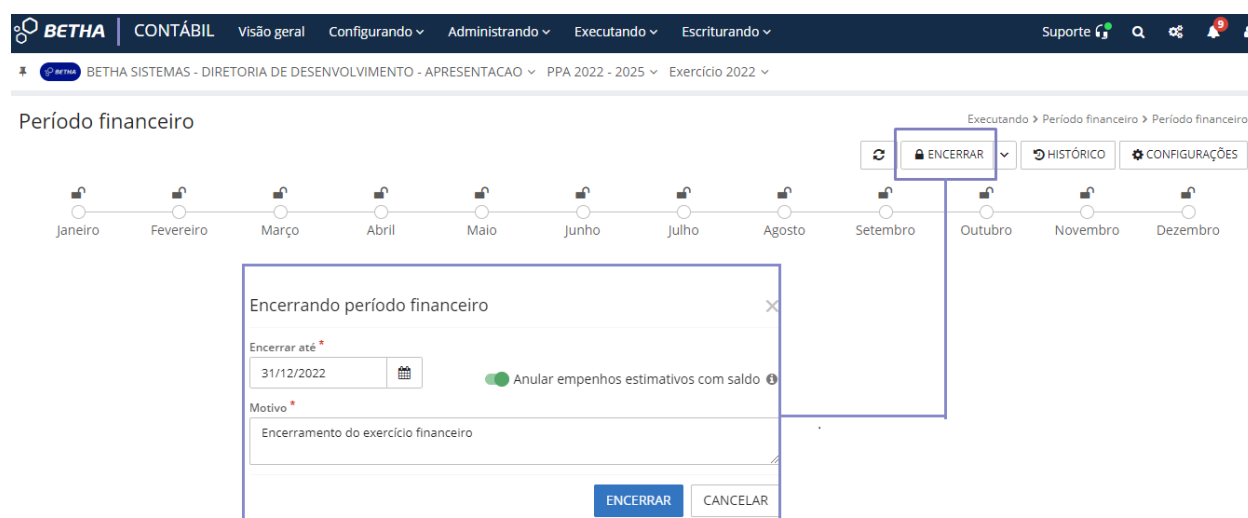 BETHA CONTÁBIL Visão geral Configurando Administrando Executando Escriturando Suporte 9
BETHA BETHA SISTEMAS - DIRETORIA DE DESENVOLVIMENTO - APRESENTACAO PPA 2022 - 2025 Exercício 2022
Período financeiro
Executando > Período financeiro > Período financeiro
ENCERRAR HISTÓRICO CONFIGURAÇÕES
Janeiro Fevereiro Março Abril Maio Junho Julho Agosto Setembro Outubro Novembro Dezembro
Encerrando período financeiro ×
Encerrar até *
31/12/2022 Anular empenhos estimativos com saldo
Motivo *
Encerramento do exercício financeiro
ENCERRAR CANCELAR